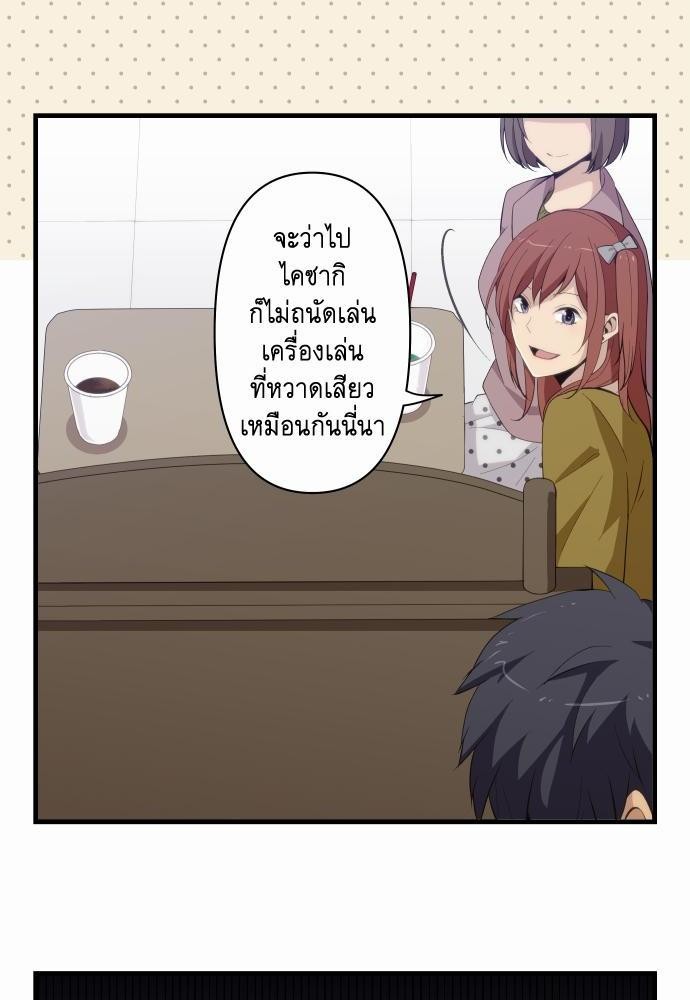 จะว่าไป
ไคซากิ
ก็ไม่ถนัดเล่น
เครื่องเล่น
ที่หวาดเสียว
เหมือนกันนี่นา